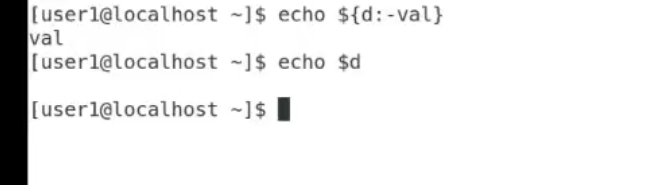 [user1@localhost ~]$ echo ${d:-val}
val
[user1@localhost ~]$ echo $d

[user1@localhost ~]$